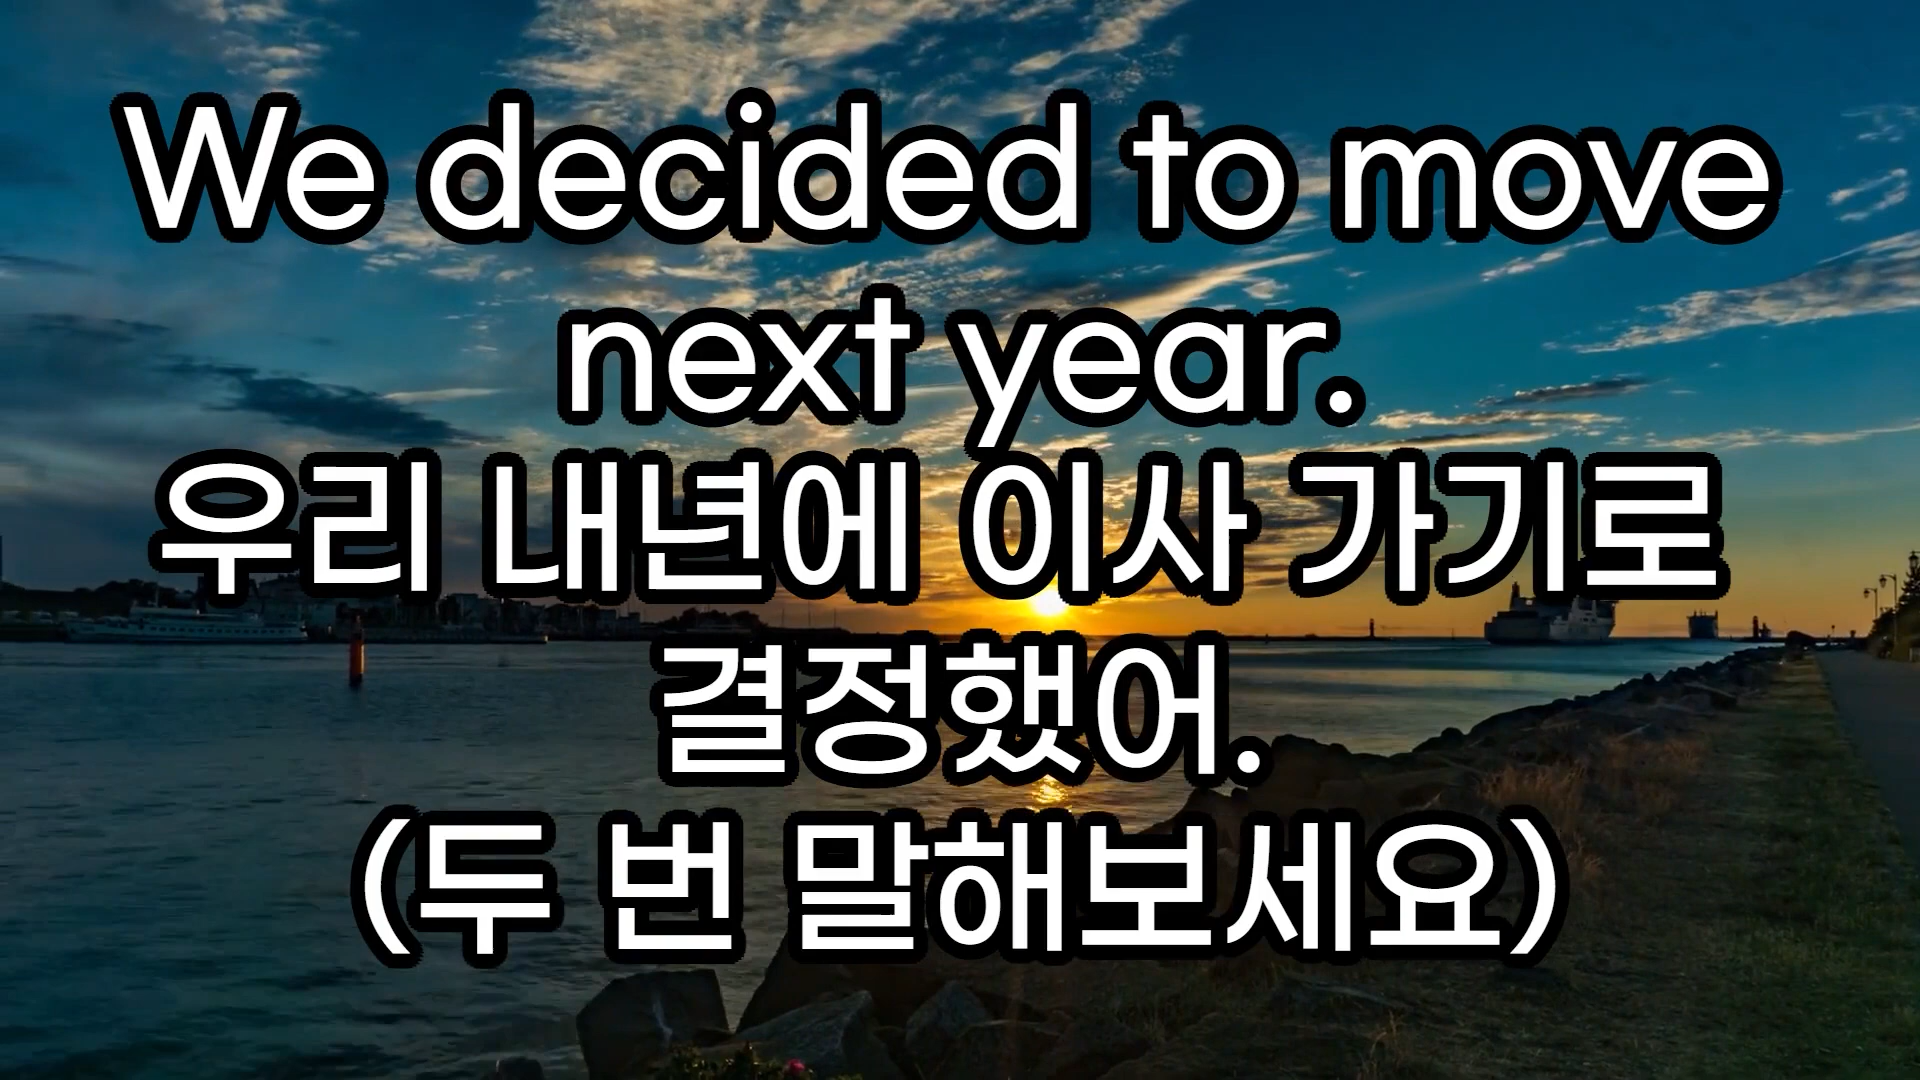 We decided to move
next year.
우리 내년에 이사 가기로
결정했어.
(두 번 말해보세요)